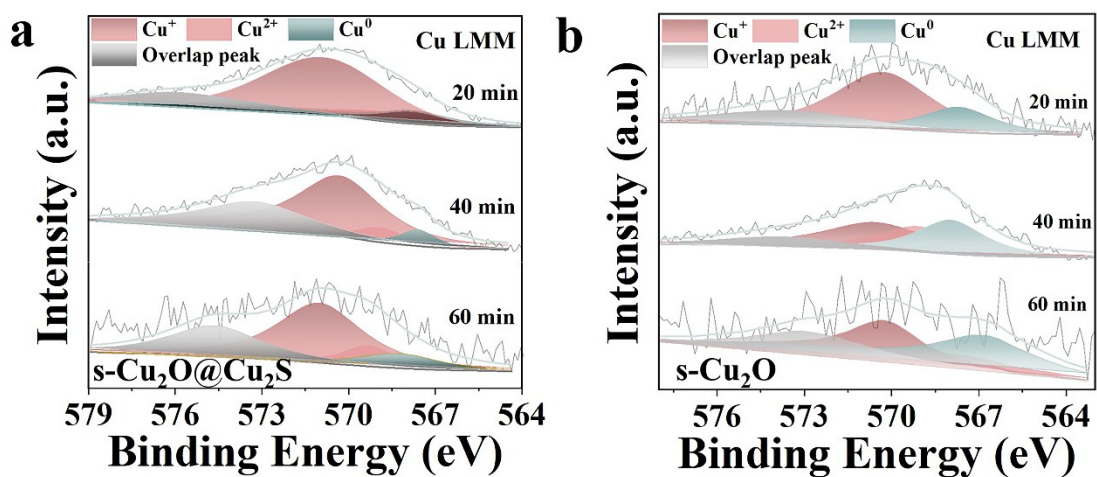 a
Cu⁺ Cu²⁺ Cu⁰
Overlap peak
Cu LMM
20 min
40 min
60 min
s-Cu₂O@Cu₂S
579 576 573 570 567 564
Binding Energy (eV)
Intensity (a.u.)
b
Cu⁺ Cu²⁺ Cu⁰
Overlap peak
Cu LMM
20 min
40 min
60 min
s-Cu₂O
576 573 570 567 564
Binding Energy (eV)
Intensity (a.u.)